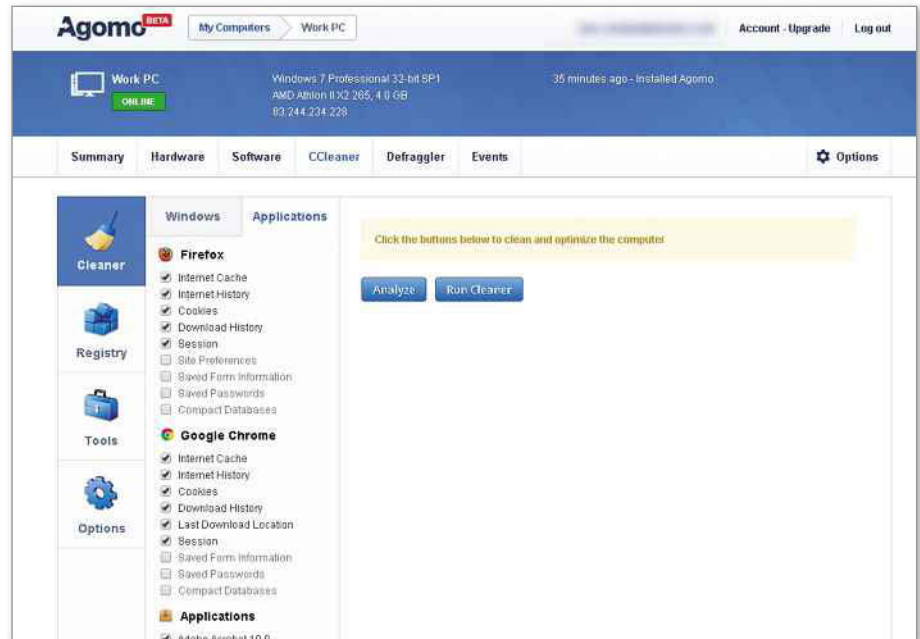 Agomo BETA
My Computers
Work PC
Account - Upgrade
Log out
Work PC
ONLINE
Windows 7 Professional 32-bit SP1
AMD Athlon II X2 265, 4.0 GB
83.244.234.228
35 minutes ago - Installed Agomo
Summary
Hardware
Software
CCleaner
Defraggler
Events
Options
Cleaner
Registry
Tools
Options
Windows
Applications
Firefox
Internet Cache
Internet History
Cookies
Download History
Session
Site Preferences
Saved Form Information
Saved Passwords
Compact Databases
Google Chrome
Internet Cache
Internet History
Cookies
Download History
Last Download Location
Session
Saved Form Information
Saved Passwords
Compact Databases
Applications
Adobe Acrobat 10.0
Click the buttons below to clean and optimize the computer
Analyze
Run Cleaner